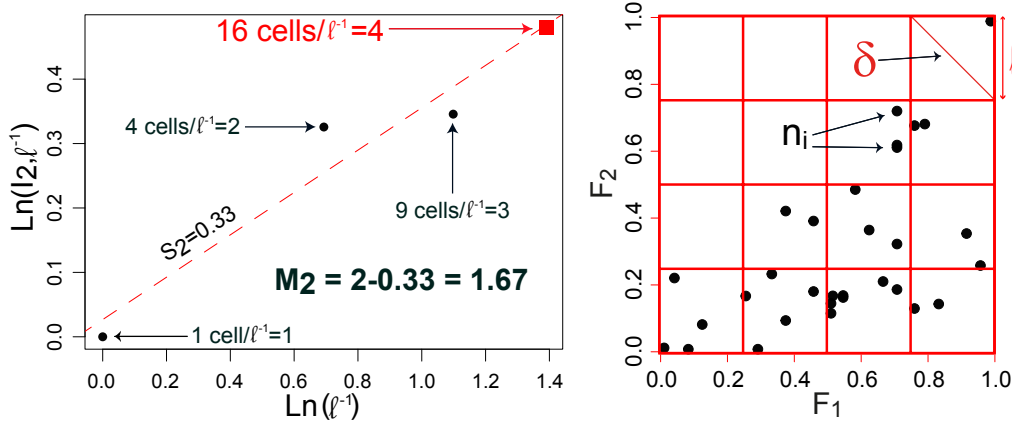 16 cells/ℓ⁻¹=4
4 cells/ℓ⁻¹=2
9 cells/ℓ⁻¹=3
S₂=0.33
M₂ = 2-0.33 = 1.67
1 cell/ℓ⁻¹=1
Ln(I₂,ℓ⁻¹)
0.0 0.1 0.2 0.3 0.4
0.0 0.2 0.4 0.6 0.8 1.0 1.2 1.4
Ln(ℓ⁻¹)
δ
nᵢ
F₂
0.0 0.2 0.4 0.6 0.8 1.0
0.0 0.2 0.4 0.6 0.8 1.0
F₁